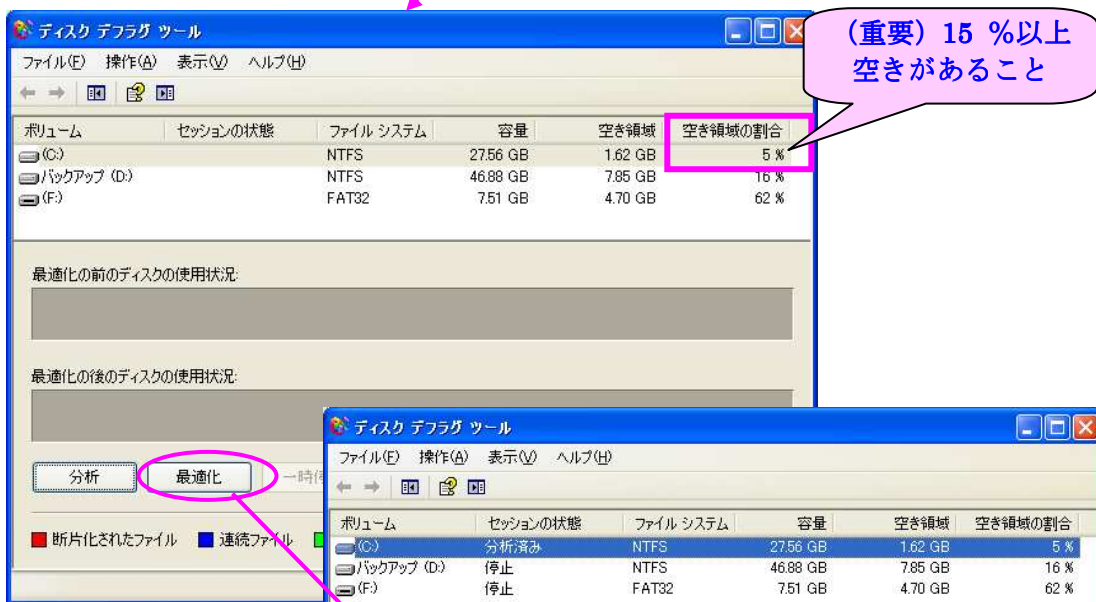 ディスク デフラグ ツール
（重要）15 %以上
空きがあること
ファイル(F) 操作(A) 表示(V) ヘルプ(H)
ボリューム セッションの状態 ファイル システム 容量 空き領域 空き領域の割合
(C:) NTFS 27.56 GB 1.62 GB 5 %
バックアップ (D:) NTFS 46.88 GB 7.85 GB 16 %
(F:) FAT32 7.51 GB 4.70 GB 62 %
最適化の前のディスクの使用状況:
最適化の後のディスクの使用状況:
分析 最適化 一時
断片化されたファイル 連続ファイル
ディスク デフラグ ツール
ファイル(F) 操作(A) 表示(V) ヘルプ(H)
ボリューム セッションの状態 ファイル システム 容量 空き領域 空き領域の割合
(C:) 分析済み NTFS 27.56 GB 1.62 GB 5 %
バックアップ (D:) 停止 NTFS 46.88 GB 7.85 GB 16 %
(F:) 停止 FAT32 7.51 GB 4.70 GB 62 %